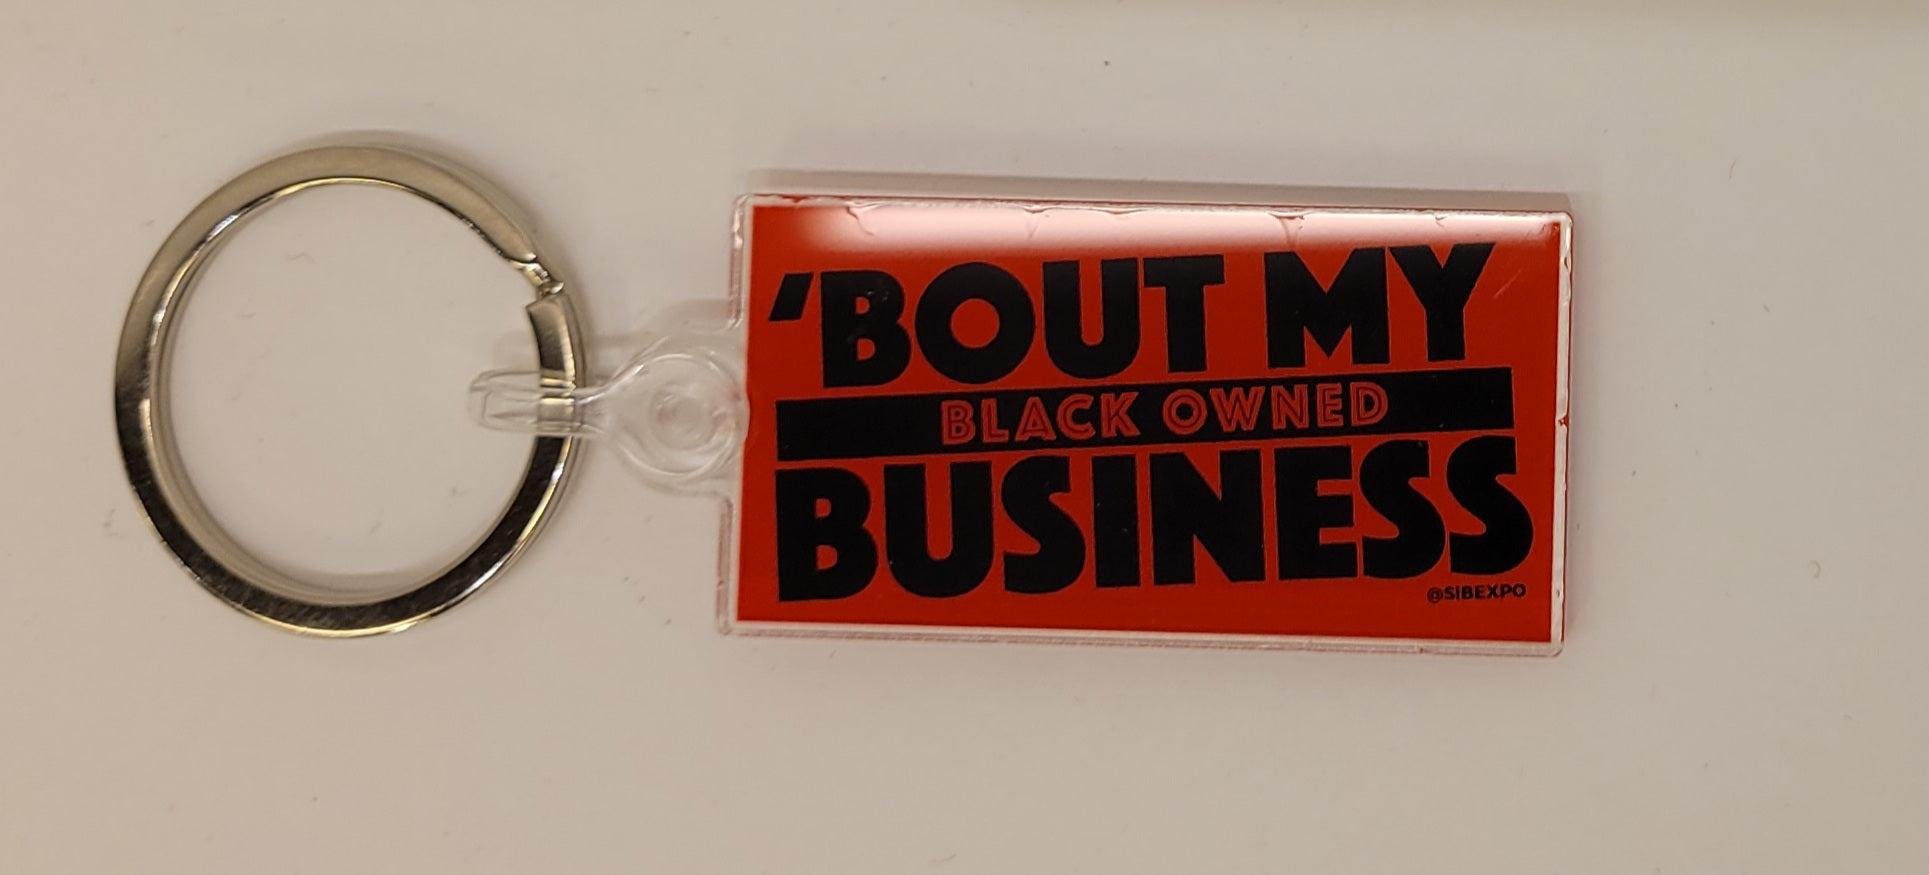 'BOUT MY
BLACK OWNED
BUSINESS
@SIBEXPO